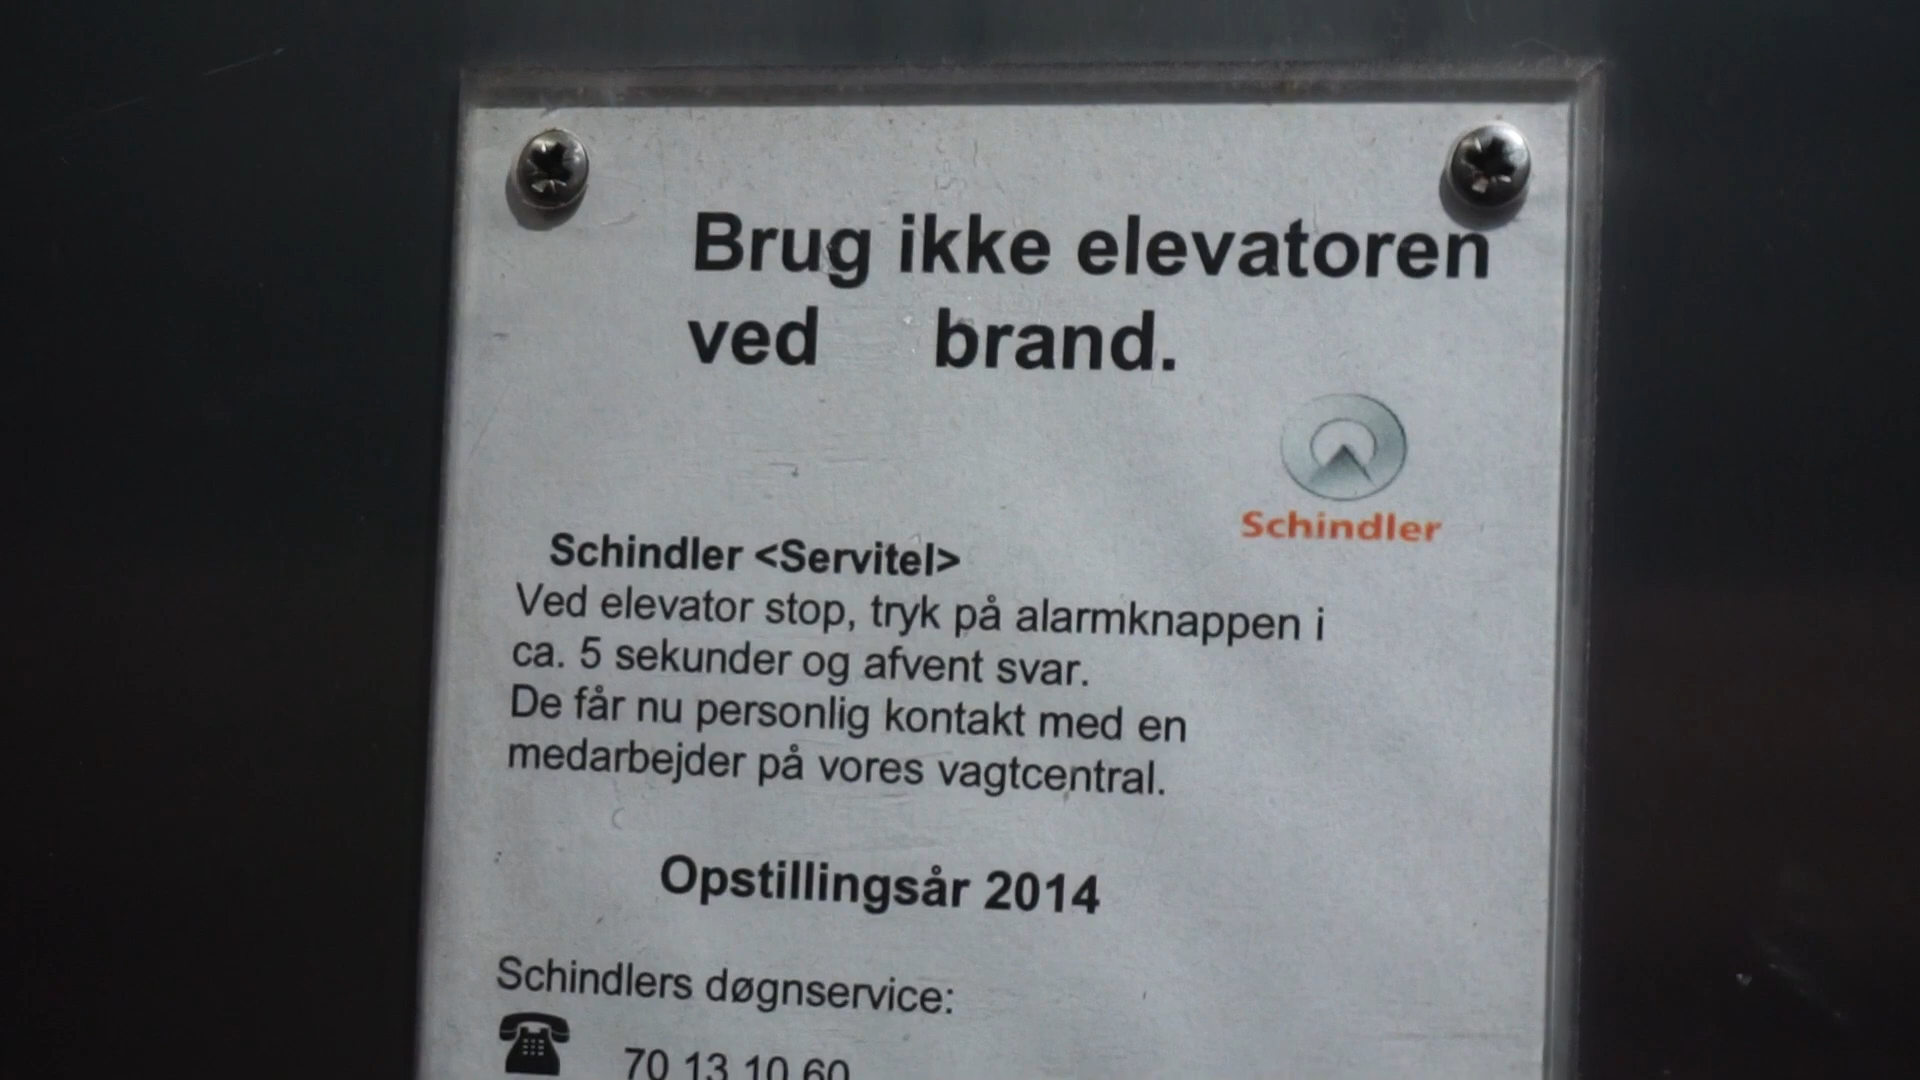 Brug ikke elevatoren
ved brand.
Schindler
Schindler <Servitel>
Ved elevator stop, tryk på alarmknappen i
ca. 5 sekunder og afvent svar.
De får nu personlig kontakt med en
medarbejder på vores vagtcentral.
Opstillingsår 2014
Schindlers døgnservice:
70 13 10 60